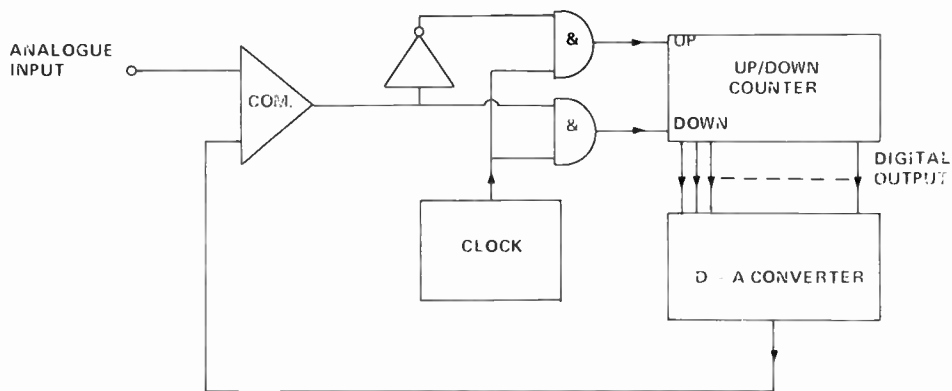 ANALOGUE
INPUT
COM.
&
&
UP
UP/DOWN
COUNTER
DOWN
DIGITAL
OUTPUT
CLOCK
D - A CONVERTER